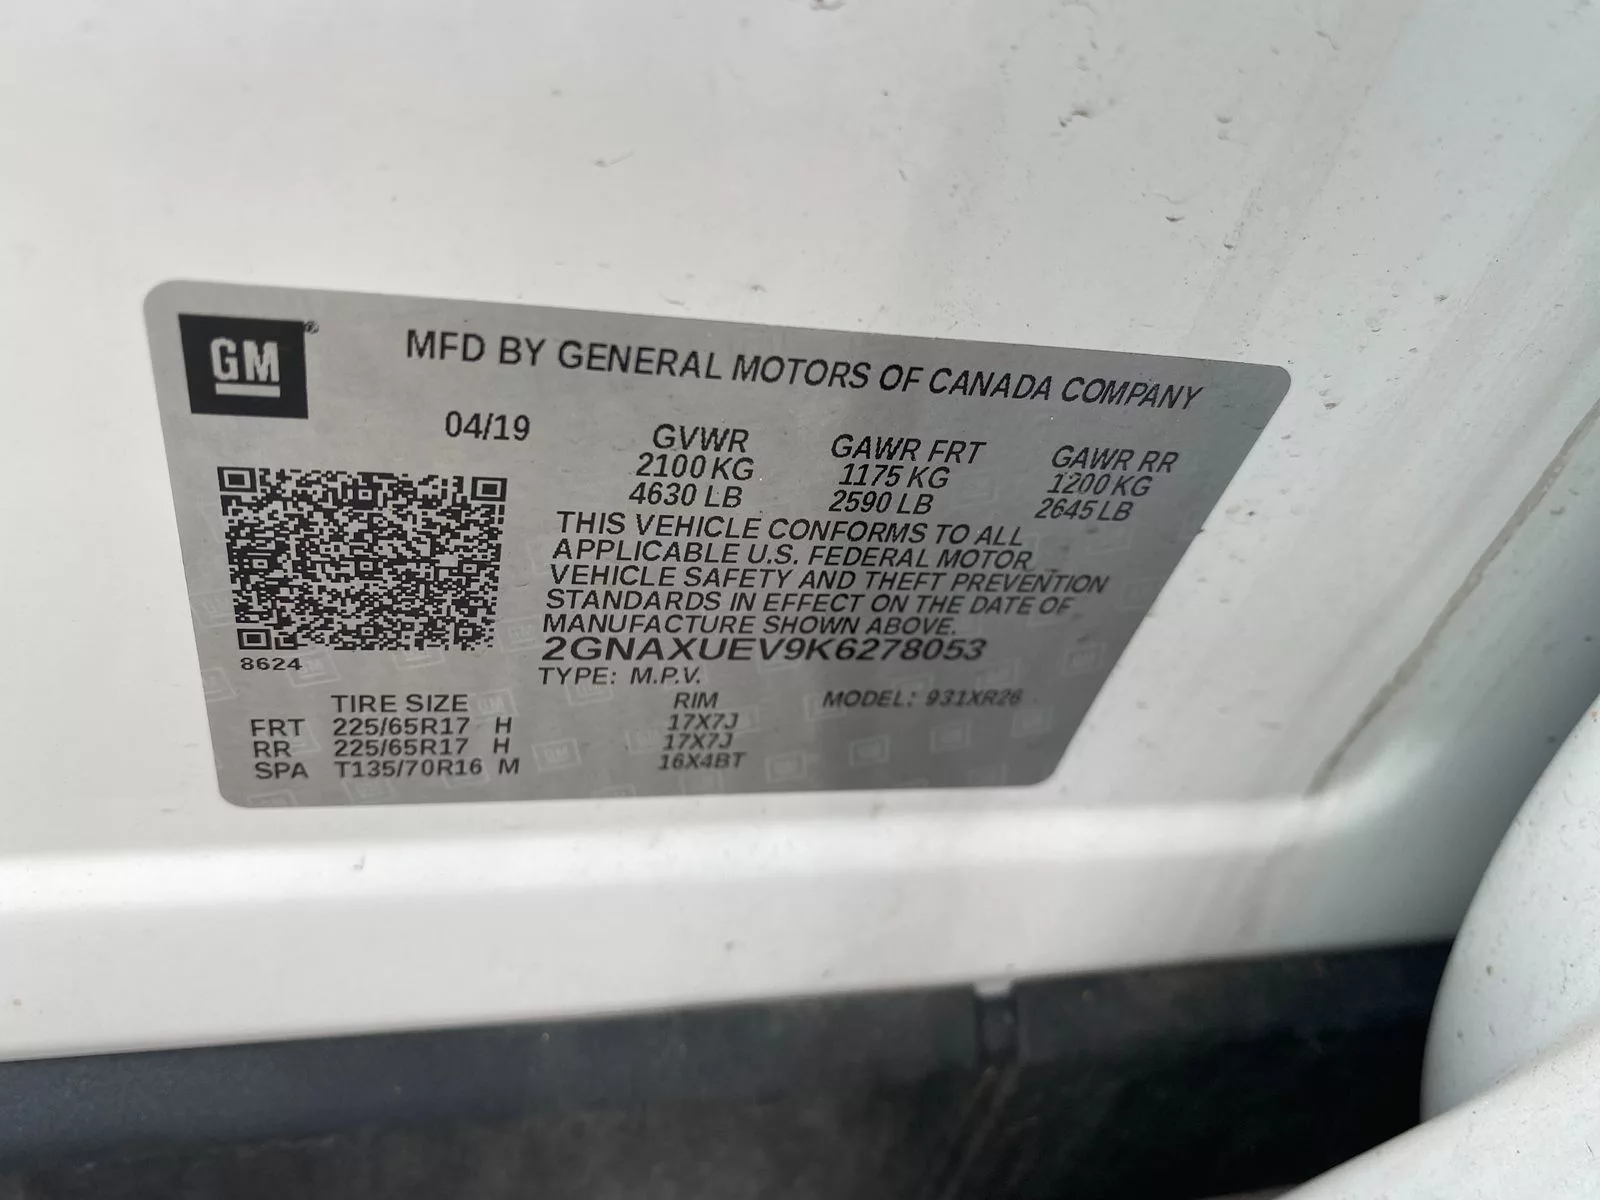 GM®
MFD BY GENERAL MOTORS OF CANADA COMPANY
04/19
GVWR GAWR FRT GAWR RR
2100 KG 1175 KG 1200 KG
4630 LB 2590 LB 2645 LB
THIS VEHICLE CONFORMS TO ALL
APPLICABLE U.S. FEDERAL MOTOR
VEHICLE SAFETY AND THEFT PREVENTION
STANDARDS IN EFFECT ON THE DATE OF
MANUFACTURE SHOWN ABOVE.
2GNAXUEV9K6278053
8624
TYPE: M.P.V. MODEL: 931XR26
TIRE SIZE RIM
FRT 225/65R17 H 17X7J
RR 225/65R17 H 17X7J
SPA T135/70R16 M 16X4BT